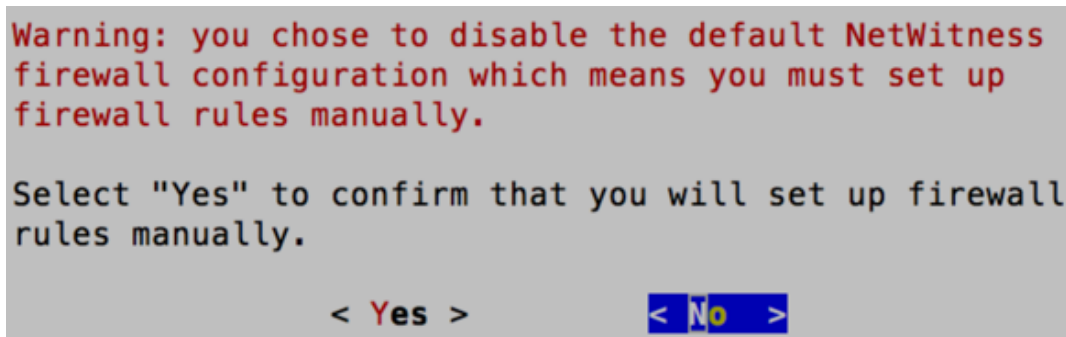 Warning: you chose to disable the default NetWitness
firewall configuration which means you must set up
firewall rules manually.
Select "Yes" to confirm that you will set up firewall
rules manually.
< Yes > < No >